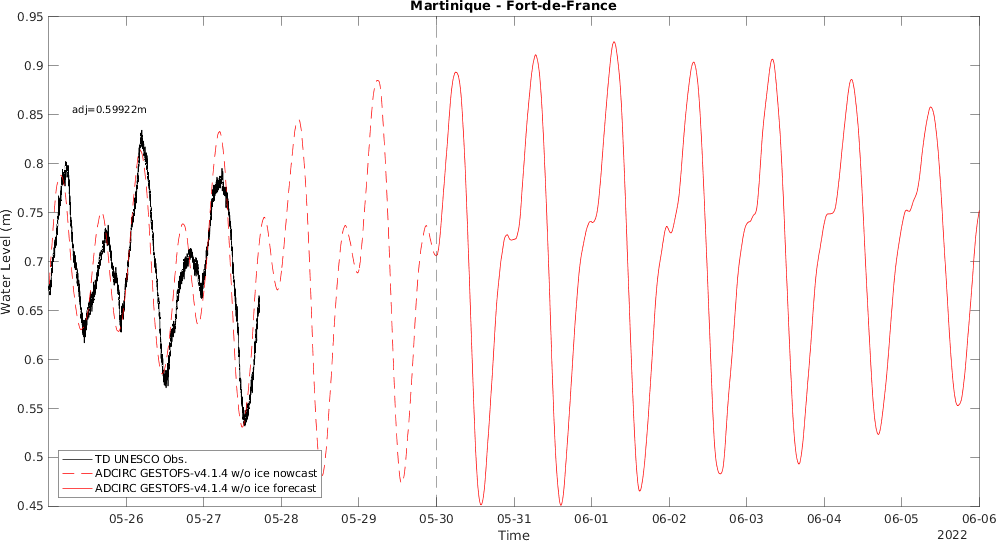 Martinique - Fort-de-France
0.95
0.9
0.85
0.8
0.75
0.7
0.65
0.6
0.55
0.5
0.45
Water Level (m)
adj=0.59922m
TD UNESCO Obs.
ADCIRC GESTOFS-v4.1.4 w/o ice nowcast
ADCIRC GESTOFS-v4.1.4 w/o ice forecast
05-26 05-27 05-28 05-29 05-30 05-31 06-01 06-02 06-03 06-04 06-05 06-06
Time
2022